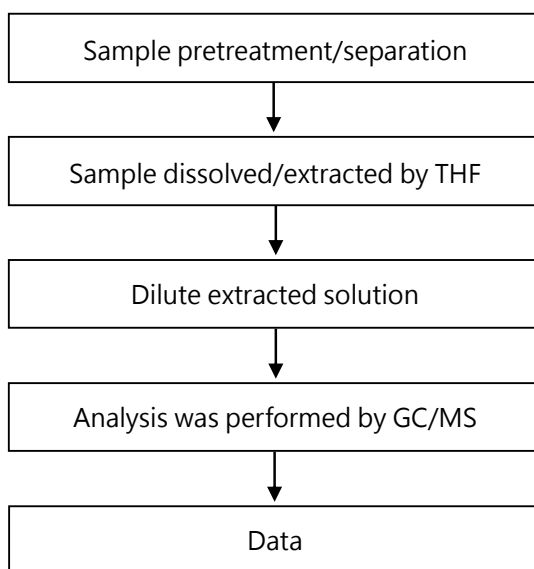 Sample pretreatment/separation
Sample dissolved/extracted by THF
Dilute extracted solution
Analysis was performed by GC/MS
Data